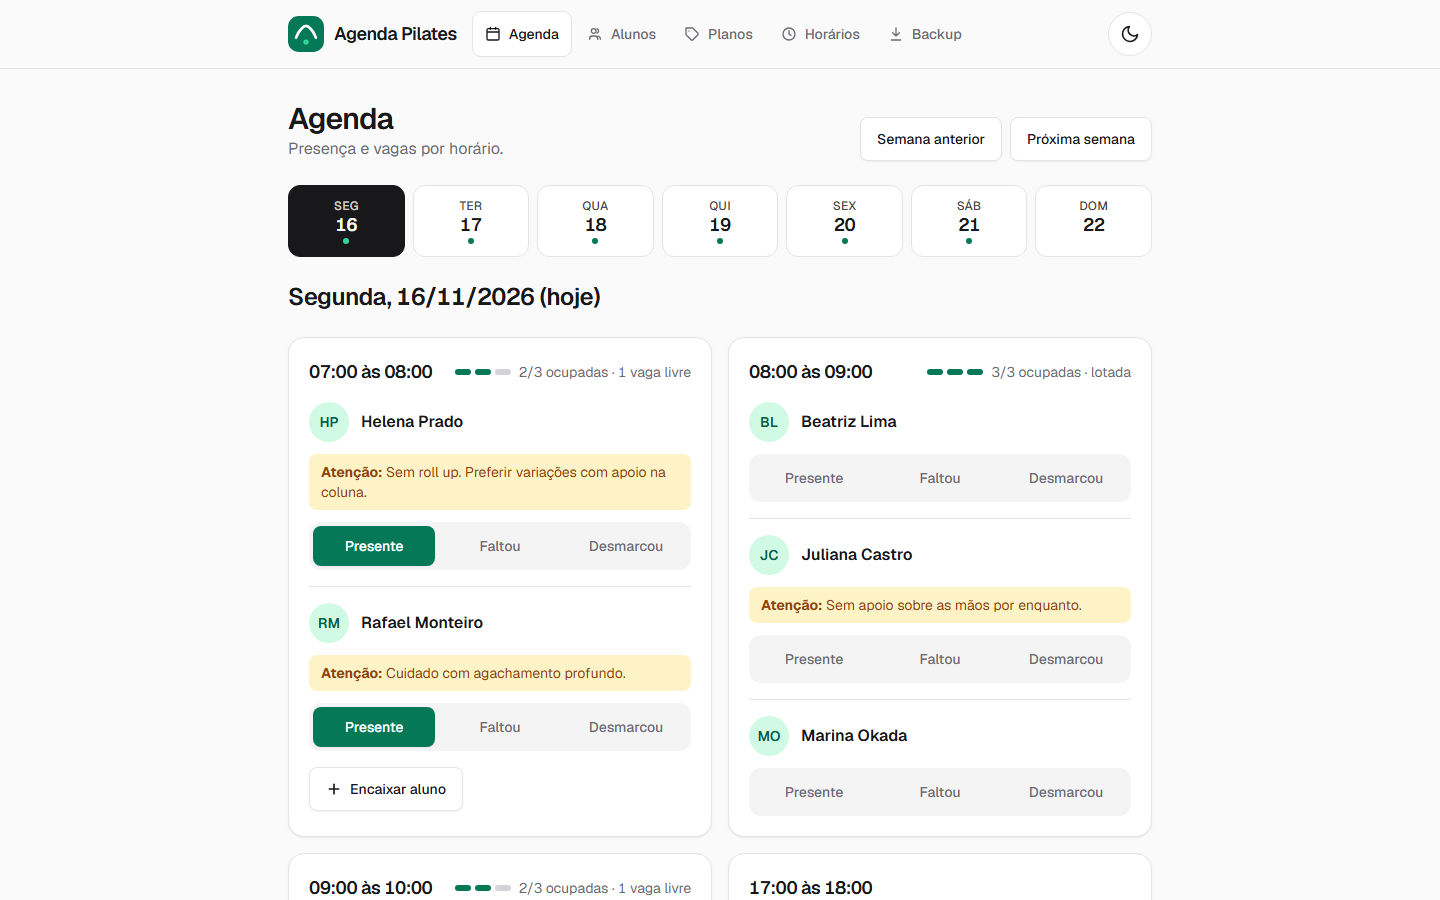 Agenda Pilates
Agenda
Alunos
Planos
Horários
Backup
Agenda
Presença e vagas por horário.
Semana anterior
Próxima semana
SEG
16
TER
17
QUA
18
QUI
19
SEX
20
SÁB
21
DOM
22
Segunda, 16/11/2026 (hoje)
07:00 às 08:00
2/3 ocupadas · 1 vaga livre
HP
Helena Prado
Atenção: Sem roll up. Preferir variações com apoio na
coluna.
Presente
Faltou
Desmarcou
RM
Rafael Monteiro
Atenção: Cuidado com agachamento profundo.
Presente
Faltou
Desmarcou
Encaixar aluno
08:00 às 09:00
3/3 ocupadas · lotada
BL
Beatriz Lima
Presente
Faltou
Desmarcou
JC
Juliana Castro
Atenção: Sem apoio sobre as mãos por enquanto.
Presente
Faltou
Desmarcou
MO
Marina Okada
Presente
Faltou
Desmarcou
09:00 às 10:00
2/3 ocupadas · 1 vaga livre
17:00 às 18:00